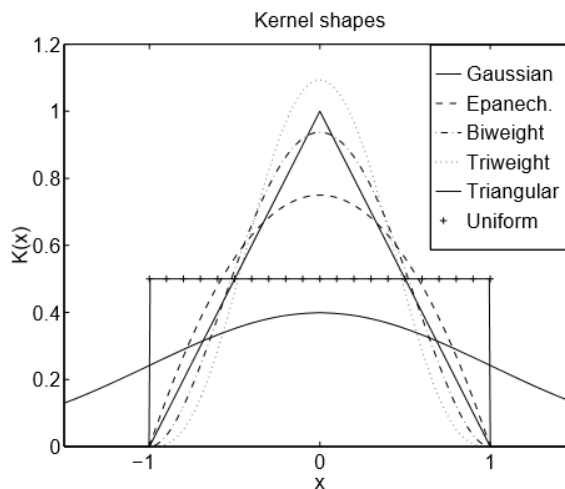 Kernel shapes
1.2
1
0.8
0.6
0.4
0.2
0
K(x)
−1
0
1
x
Gaussian
Epanech.
Biweight
Triweight
Triangular
Uniform